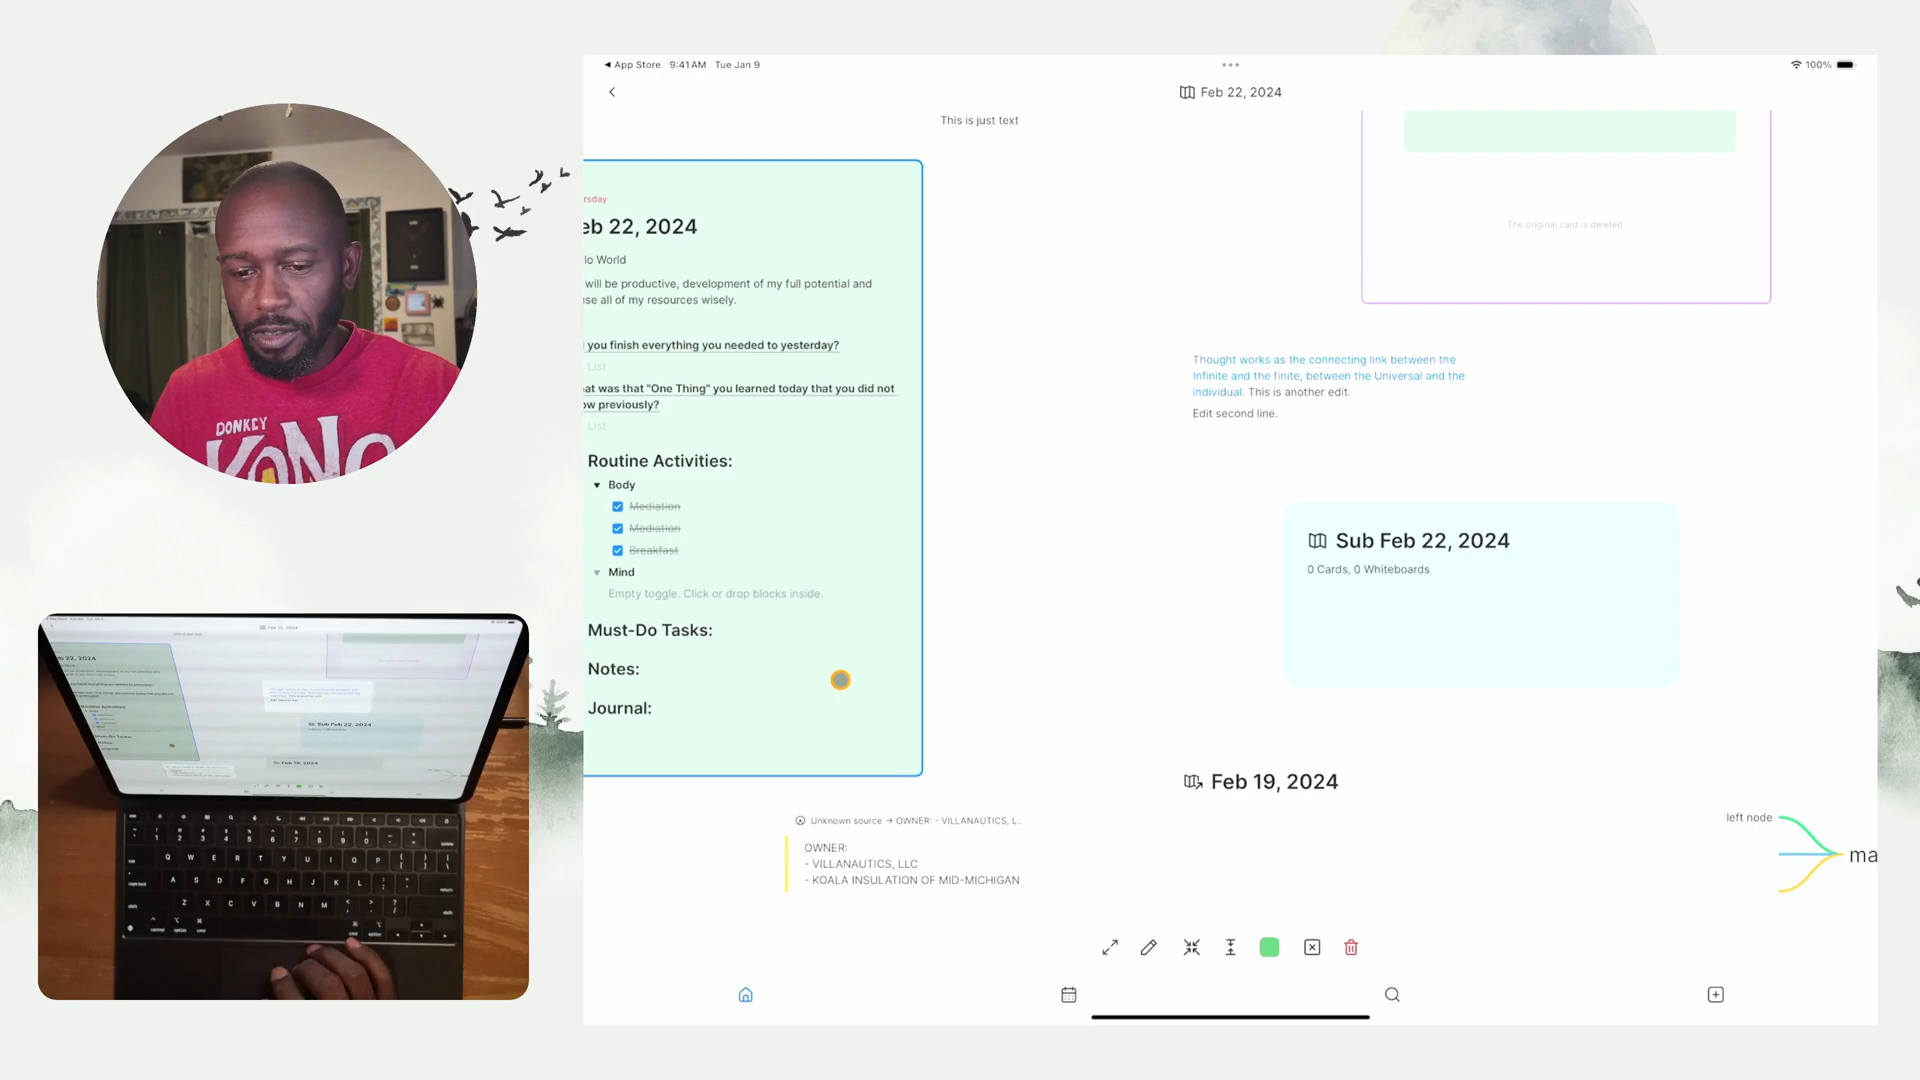 App Store 9:41 AM Tue Jan 9
100%
Feb 22, 2024
This is just text
rsday
eb 22, 2024
lo World
will be productive, development of my full potential and
use all of my resources wisely.
you finish everything you needed to yesterday?
List
at was that "One Thing" you learned today that you did not
ow previously?
List
Routine Activities:
Body
Mediation
Mediation
Breakfast
Mind
Empty toggle. Click or drop blocks inside.
Must-Do Tasks:
Notes:
Journal:
The original card is deleted
Thought works as the connecting link between the
Infinite and the finite, between the Universal and the
individual. This is another edit.
Edit second line.
Sub Feb 22, 2024
0 Cards, 0 Whiteboards
Feb 19, 2024
left node
ma
Unknown source → OWNER: - VILLANAUTICS, L...
OWNER:
- VILLANAUTICS, LLC
- KOALA INSULATION OF MID-MICHIGAN
DONKEY
KONG